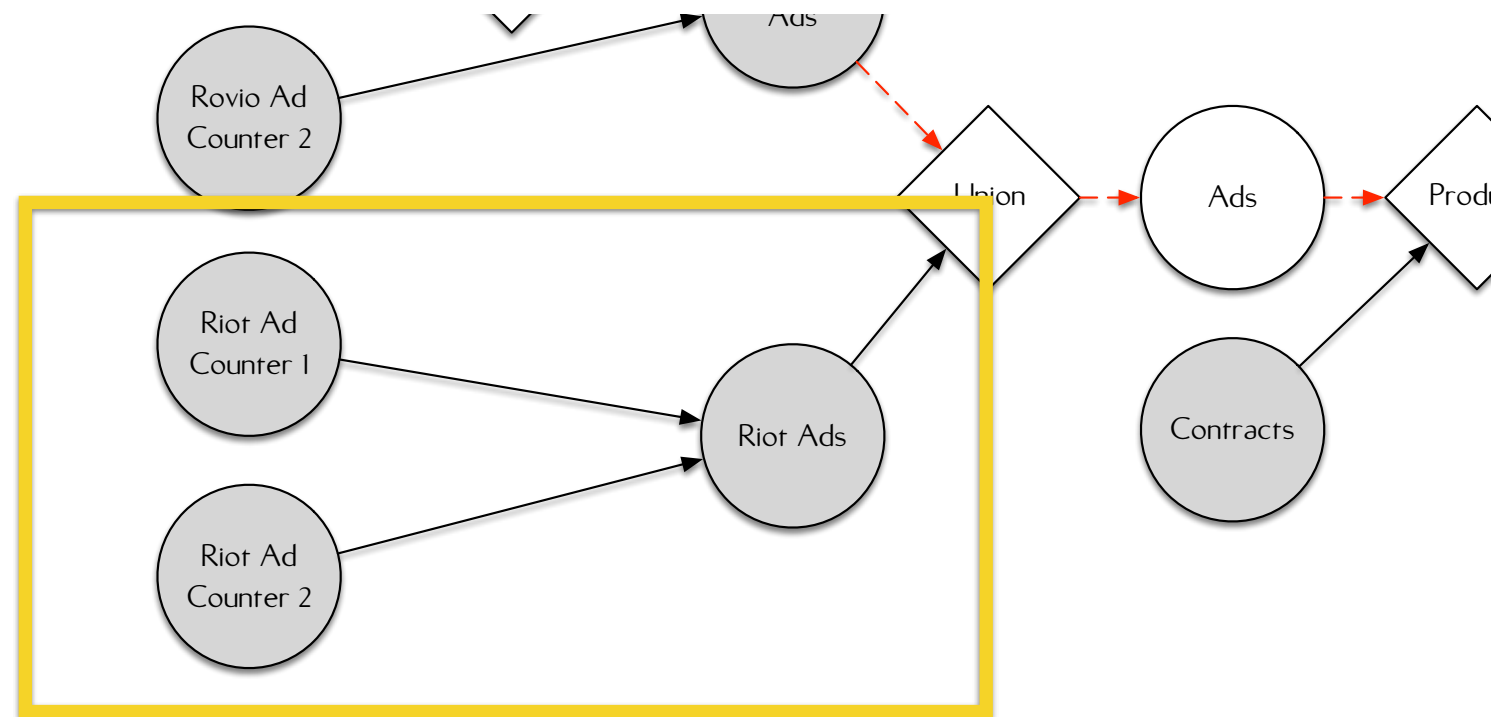 Ads
Rovio Ad
Counter 2
Union
Ads
Riot Ad
Counter 1
Riot Ads
Contracts
Riot Ad
Counter 2